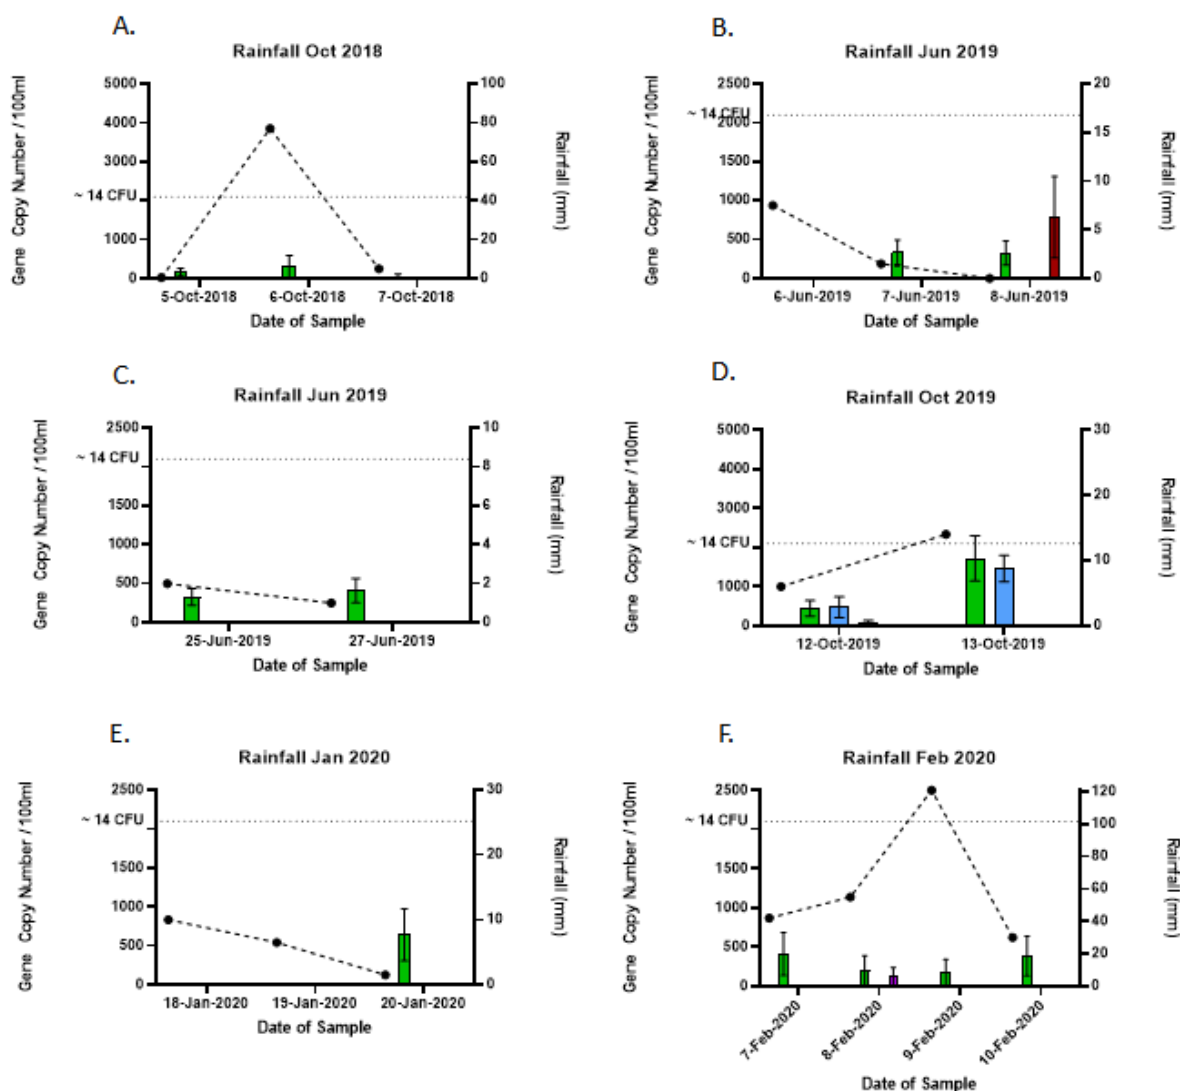 A.
Rainfall Oct 2018
Gene Copy Number / 100ml
5000
4000
3000
~ 14 CFU
1000
0
100
80
60
40
20
0
Rainfall (mm)
5-Oct-2018
6-Oct-2018
7-Oct-2018
Date of Sample
B.
Rainfall Jun 2019
Gene Copy Number / 100ml
2500
~ 14 CFU
2000
1500
1000
500
0
20
15
10
5
0
Rainfall (mm)
6-Jun-2019
7-Jun-2019
8-Jun-2019
Date of Sample
C.
Rainfall Jun 2019
Gene Copy Number / 100ml
2500
~ 14 CFU
1500
1000
500
0
10
8
6
4
2
0
Rainfall (mm)
25-Jun-2019
27-Jun-2019
Date of Sample
D.
Rainfall Oct 2019
Gene Copy Number / 100ml
5000
4000
3000
~ 14 CFU
1000
0
30
20
10
0
Rainfall (mm)
12-Oct-2019
13-Oct-2019
Date of Sample
E.
Rainfall Jan 2020
Gene Copy Number / 100ml
2500
~ 14 CFU
1500
1000
500
0
30
20
10
0
Rainfall (mm)
18-Jan-2020
19-Jan-2020
20-Jan-2020
Date of Sample
F.
Rainfall Feb 2020
Gene Copy Number / 100ml
2500
~ 14 CFU
1500
1000
500
0
120
100
80
60
40
20
0
Rainfall (mm)
7-Feb-2020
8-Feb-2020
9-Feb-2020
10-Feb-2020
Date of Sample